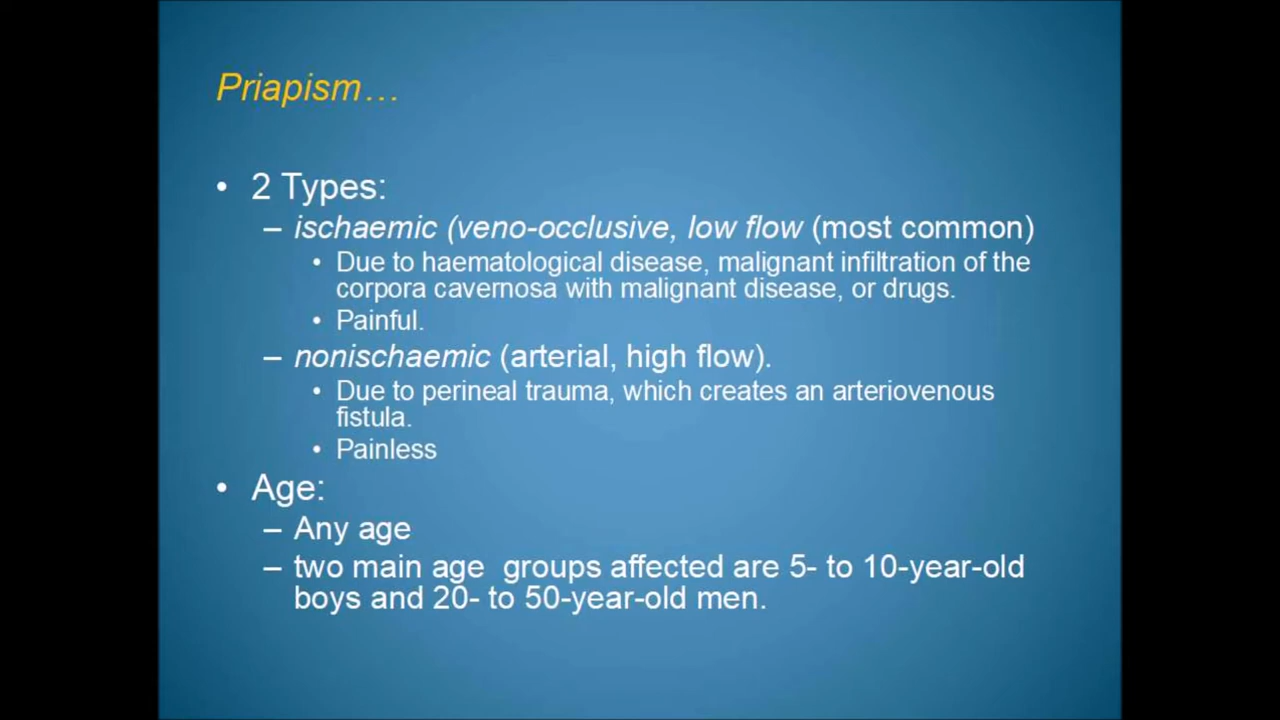 Priapism…
• 2 Types:
– ischaemic (veno-occlusive, low flow (most common)
• Due to haematological disease, malignant infiltration of the
corpora cavernosa with malignant disease, or drugs.
• Painful.
– nonischaemic (arterial, high flow).
• Due to perineal trauma, which creates an arteriovenous
fistula.
• Painless
• Age:
– Any age
– two main age  groups affected are 5- to 10-year-old
boys and 20- to 50-year-old men.